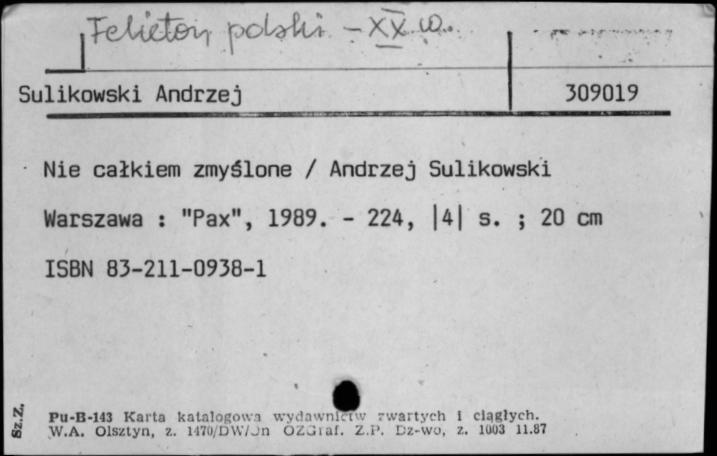 Felieton polski - XX w.
Sulikowski Andrzej 309019
Nie całkiem zmyślone / Andrzej Sulikowski
Warszawa : "Pax", 1989. - 224, |4| s. ; 20 cm
ISBN 83-211-0938-1
Sz.Z.
Pu-B-143 Karta katalogowa wydawnictw zwartych i ciągłych.
W.A. Olsztyn, z. 1470/DW/Jn OZGraf. Z.P. Dz-wo, z. 1003 11.87